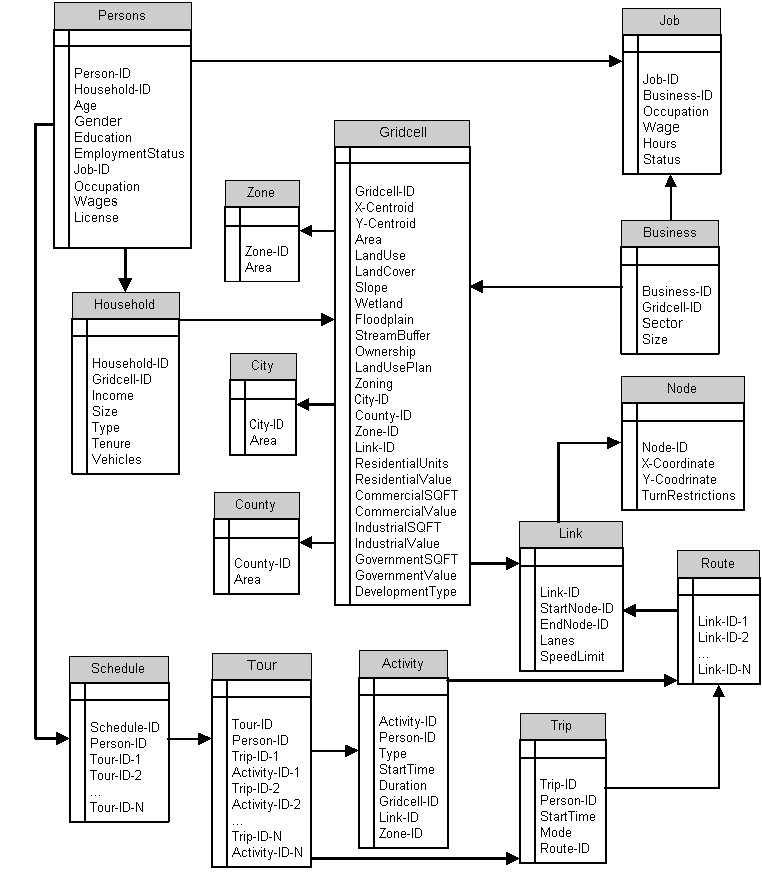 Persons
Person-ID
Household-ID
Age
Gender
Education
EmploymentStatus
Job-ID
Occupation
Wages
License
Job
Job-ID
Business-ID
Occupation
Wage
Hours
Status
Gridcell
Gridcell-ID
X-Centroid
Y-Centroid
Area
LandUse
LandCover
Slope
Wetland
Floodplain
StreamBuffer
Ownership
LandUsePlan
Zoning
City-ID
County-ID
Zone-ID
Link-ID
ResidentialUnits
ResidentialValue
CommercialSQFT
CommercialValue
IndustrialSQFT
IndustrialValue
GovernmentSQFT
GovernmentValue
DevelopmentType
Zone
Zone-ID
Area
Business
Business-ID
Gridcell-ID
Sector
Size
Household
Household-ID
Gridcell-ID
Income
Size
Type
Tenure
Vehicles
City
City-ID
Area
Node
Node-ID
X-Coordinate
Y-Coodrinate
TurnRestrictions
County
County-ID
Area
Link
Link-ID
StartNode-ID
EndNode-ID
Lanes
SpeedLimit
Route
Link-ID-1
Link-ID-2
...
Link-ID-N
Schedule
Schedule-ID
Person-ID
Tour-ID-1
Tour-ID-2
...
Tour-ID-N
Tour
Tour-ID
Person-ID
Trip-ID-1
Activity-ID-1
Trip-ID-2
Activity-ID-2
...
Trip-ID-N
Activity-ID-N
Activity
Activity-ID
Person-ID
Type
StartTime
Duration
Gridcell-ID
Link-ID
Zone-ID
Trip
Trip-ID
Person-ID
StartTime
Mode
Route-ID